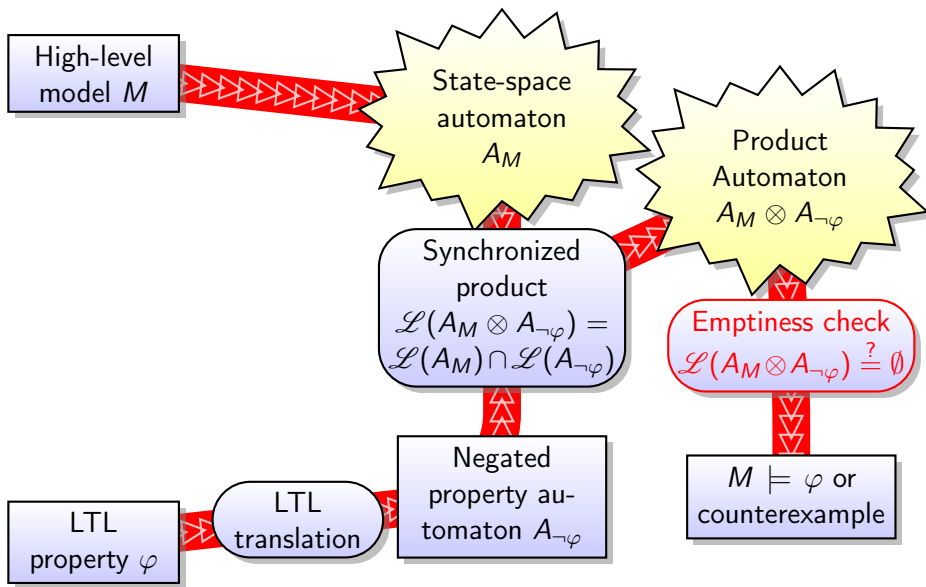 High-level
model M
State-space
automaton
A_M
Product
Automaton
A_M ⊗ A_¬φ
Synchronized
product
ℒ(A_M ⊗ A_¬φ) =
ℒ(A_M) ∩ ℒ(A_¬φ)
Emptiness check
ℒ(A_M ⊗ A_¬φ) ≟ ∅
LTL
property φ
LTL
translation
Negated
property au-
tomaton A_¬φ
M ⊨ φ or
counterexample